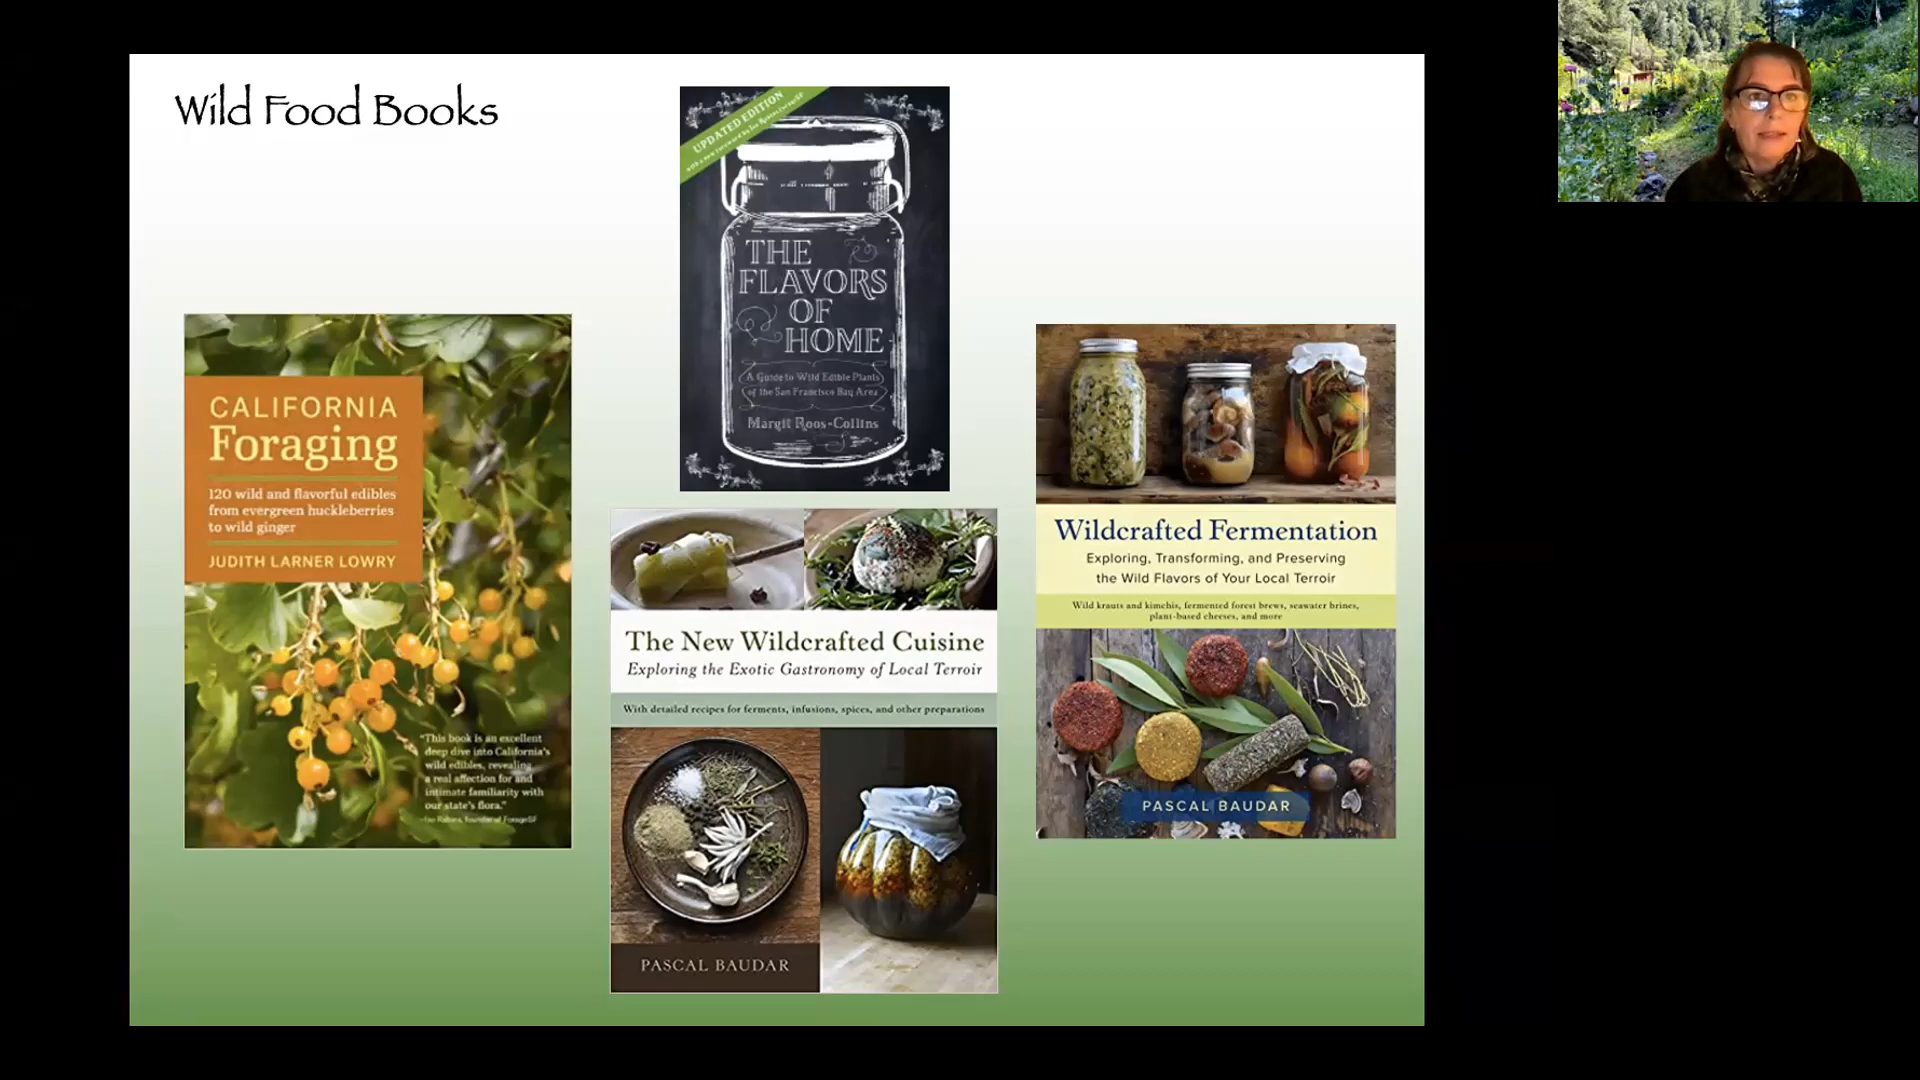 Wild Food Books
UPDATED EDITION
THE
FLAVORS
OF
HOME
A Guide to Wild Edible Plants
of the San Francisco Bay Area
Margit Roos-Collins
CALIFORNIA
Foraging
120 wild and flavorful edibles
from evergreen huckleberries
to wild ginger
JUDITH LARNER LOWRY
"This book is an excellent
deep dive into California's
wild edibles, revealing
a real affection for and
intimate familiarity with
our state's flora."
The New Wildcrafted Cuisine
Exploring the Exotic Gastronomy of Local Terroir
With detailed recipes for ferments, infusions, spices, and other preparations
PASCAL BAUDAR
Wildcrafted Fermentation
Exploring, Transforming, and Preserving
the Wild Flavors of Your Local Terroir
Wild krauts and kimchis, fermented forest brews, seawater brines,
plant-based cheeses, and more
PASCAL BAUDAR